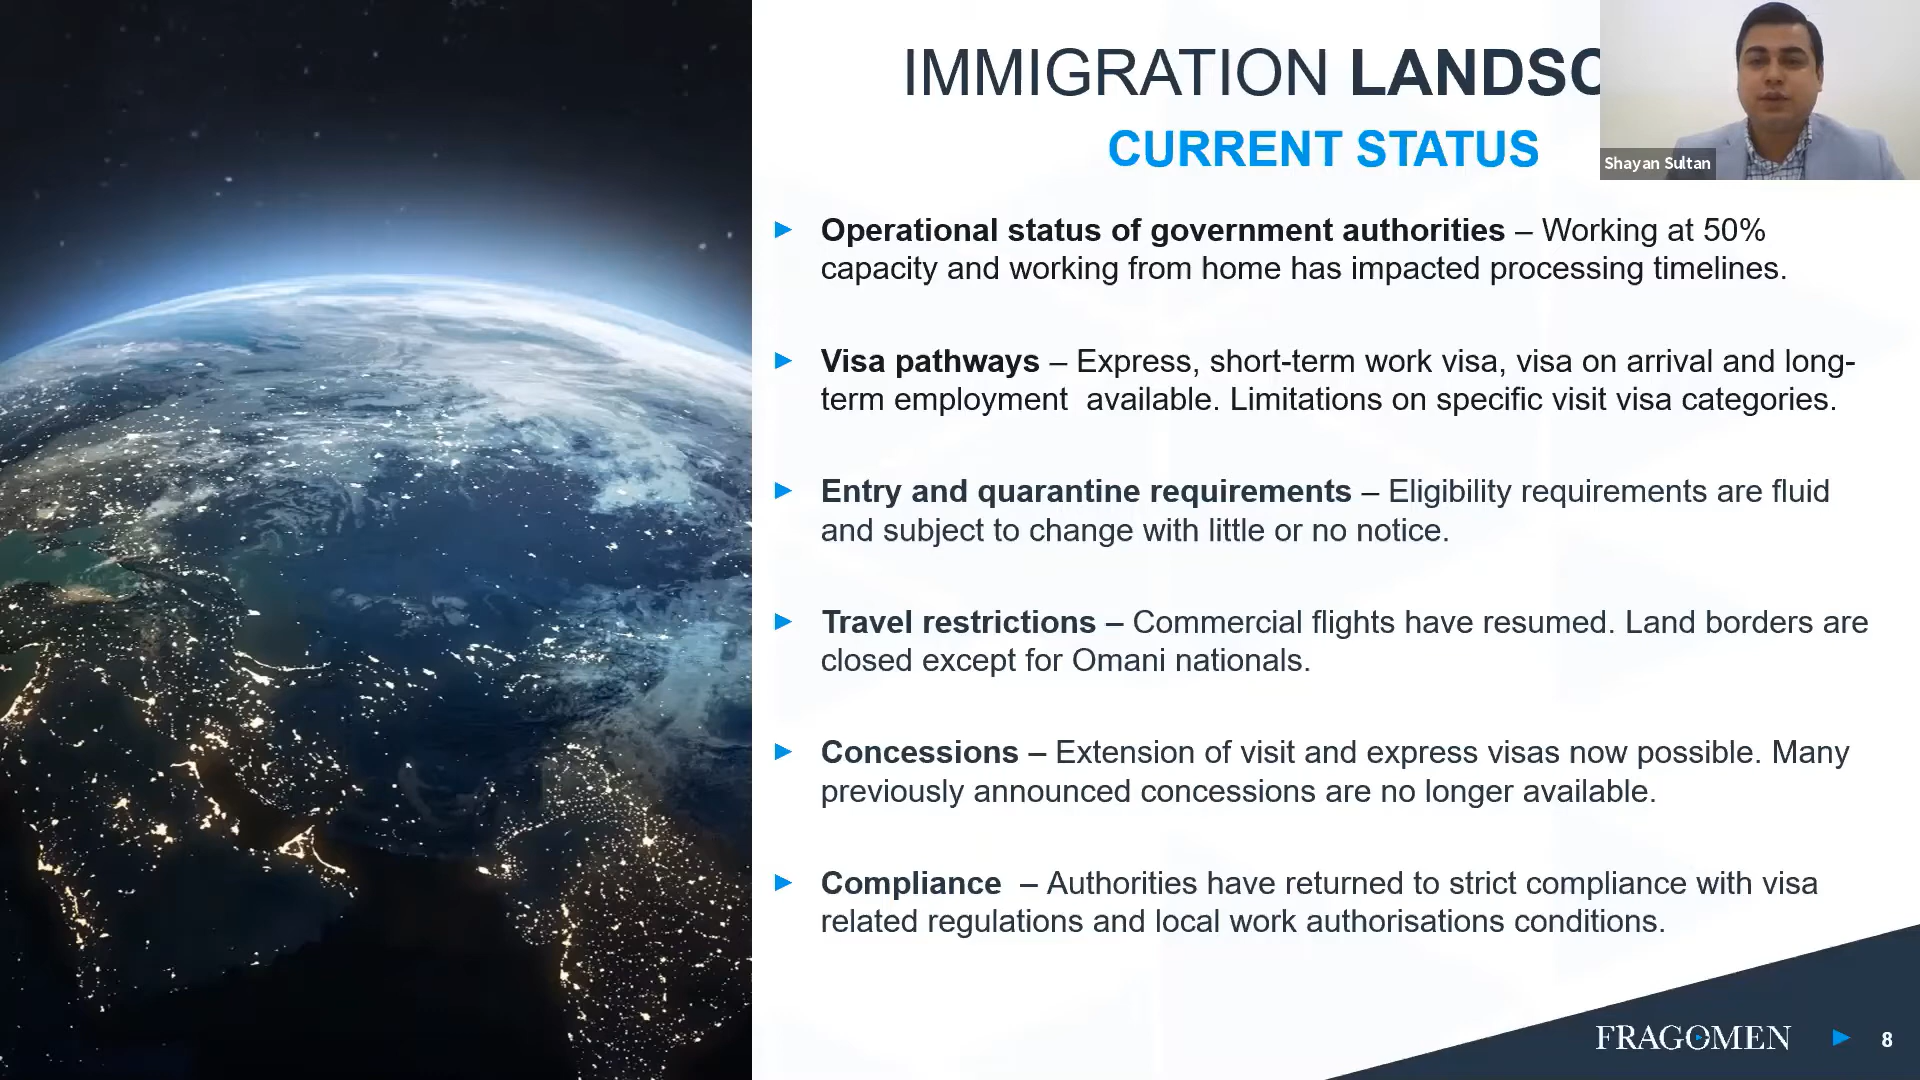 IMMIGRATION LANDSC
CURRENT STATUS
Shayan Sultan
Operational status of government authorities – Working at 50%
capacity and working from home has impacted processing timelines.
Visa pathways – Express, short-term work visa, visa on arrival and long-
term employment  available. Limitations on specific visit visa categories.
Entry and quarantine requirements – Eligibility requirements are fluid
and subject to change with little or no notice.
Travel restrictions – Commercial flights have resumed. Land borders are
closed except for Omani nationals.
Concessions – Extension of visit and express visas now possible. Many
previously announced concessions are no longer available.
Compliance  – Authorities have returned to strict compliance with visa
related regulations and local work authorisations conditions.
FRAGOMEN
8